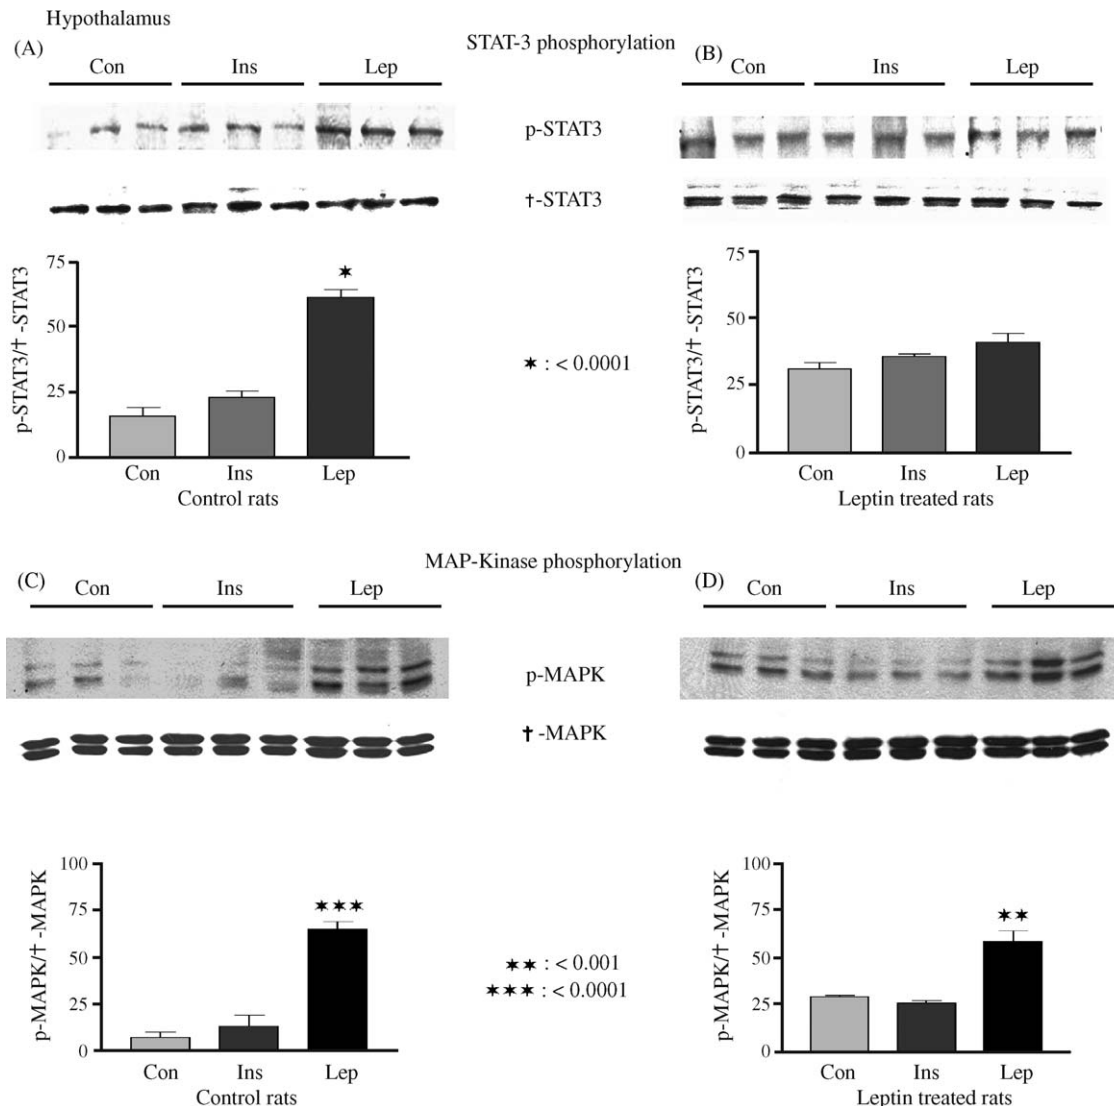 Hypothalamus
STAT-3 phosphorylation
(A)
Con Ins Lep
p-STAT3
†-STAT3
(B)
Con Ins Lep
p-STAT3/† -STAT3
75
50
25
0
✶
Con Ins Lep
Control rats
✶ : < 0.0001
p-STAT3/† -STAT3
75
50
25
0
Con Ins Lep
Leptin treated rats
MAP-Kinase phosphorylation
(C)
Con Ins Lep
p-MAPK
† -MAPK
(D)
Con Ins Lep
p-MAPK/† -MAPK
100
75
50
25
0
✶✶✶
Con Ins Lep
Control rats
✶✶ : < 0.001
✶✶✶ : < 0.0001
p-MAPK/† -MAPK
100
75
50
25
0
✶✶
Con Ins Lep
Leptin treated rats